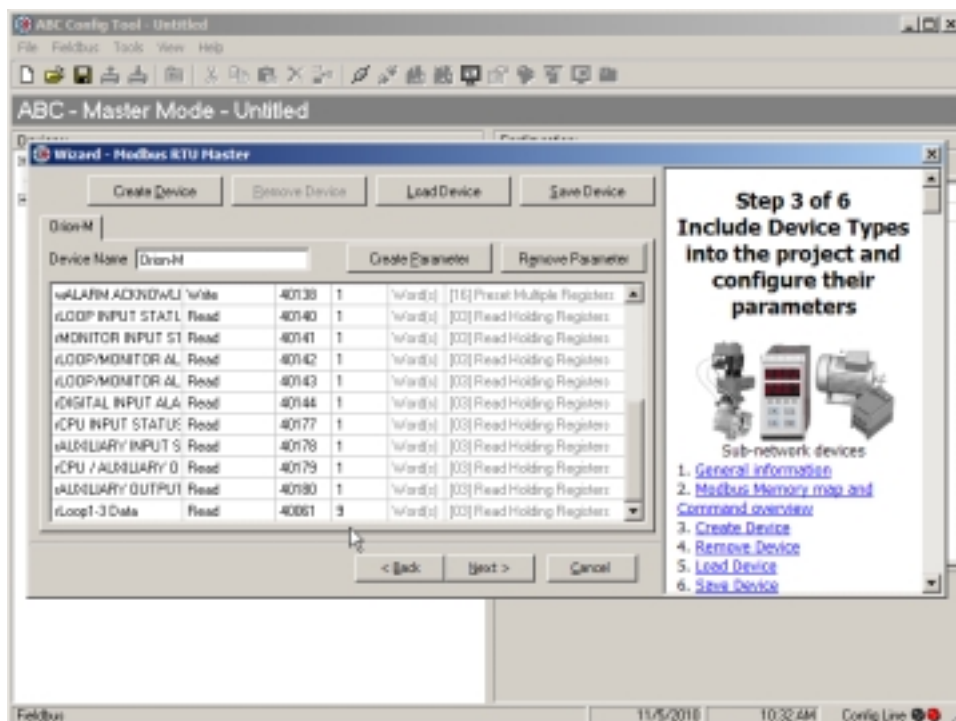 ABC Config Tool - Untitled
File Fieldbus Tools View Help
ABC - Master Mode - Untitled
Wizard - Modbus RTU Master
Create Device Remove Device Load Device Save Device
Orion-M
Device Name Orion-M Create Parameter Remove Parameter
wALARM ACKNOWL Write 40138 1 Word(s) [16] Preset Multiple Registers
rLOOP INPUT STAT Read 40140 1 Word(s) [03] Read Holding Registers
rMONITOR INPUT ST Read 40141 1 Word(s) [03] Read Holding Registers
rLOOP/MONITOR AL Read 40142 1 Word(s) [03] Read Holding Registers
rLOOP/MONITOR AL Read 40143 1 Word(s) [03] Read Holding Registers
rDIGITAL INPUT ALA Read 40144 1 Word(s) [03] Read Holding Registers
rCPU INPUT STATUS Read 40177 1 Word(s) [03] Read Holding Registers
rAUXILIARY INPUT S Read 40178 1 Word(s) [03] Read Holding Registers
rCPU / AUXILIARY O Read 40179 1 Word(s) [03] Read Holding Registers
rAUXILIARY OUTPUT Read 40180 1 Word(s) [03] Read Holding Registers
rLoop1-3 Data Read 40061 9 Word(s) [03] Read Holding Registers
< Back Next > Cancel
Step 3 of 6
Include Device Types
into the project and
configure their
parameters
Sub-network devices
1. General information
2. Modbus Memory map and
Command overview
3. Create Device
4. Remove Device
5. Load Device
6. Save Device
Fieldbus 11/5/2010 10:32 AM Config Line